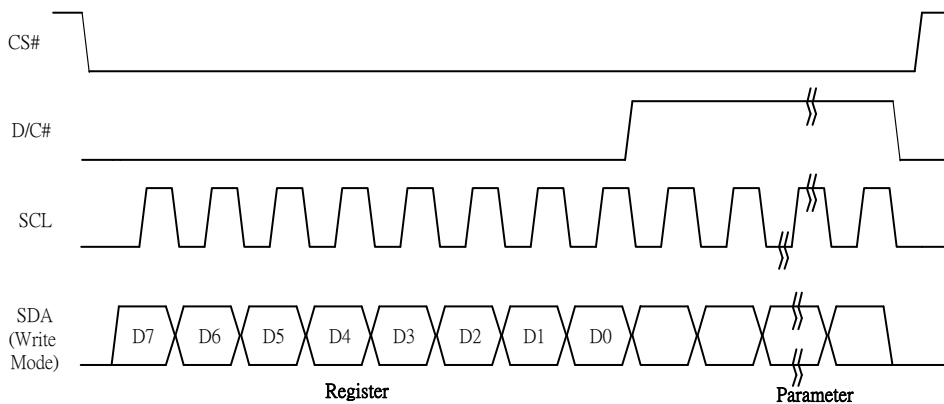 CS#
D/C#
SCL
SDA
(Write
Mode)
D7 D6 D5 D4 D3 D2 D1 D0
Register
Parameter